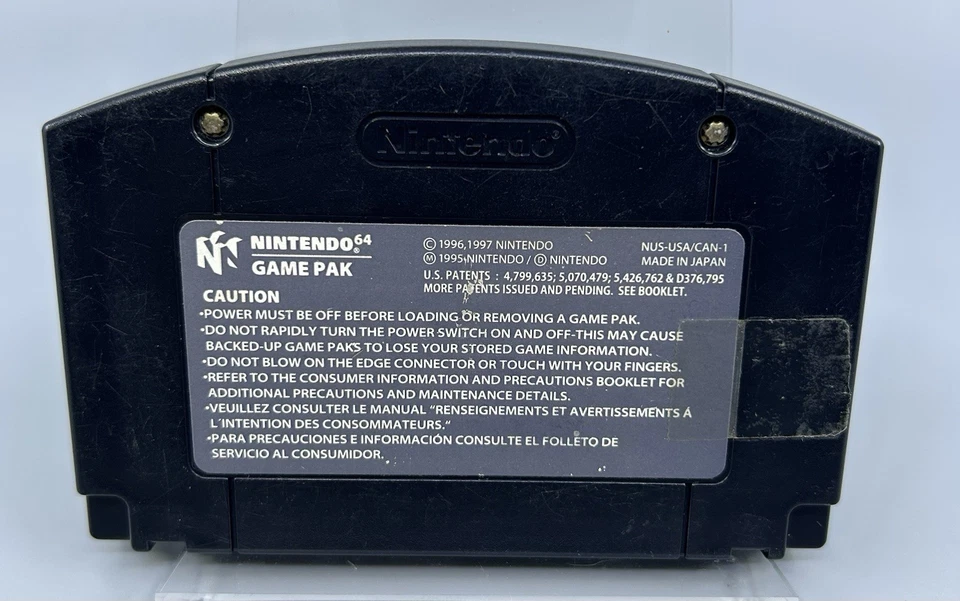 Nintendo®
NINTENDO64®
GAME PAK
© 1996,1997 NINTENDO
Ⓜ 1995 NINTENDO / Ⓓ NINTENDO
NUS-USA/CAN-1
MADE IN JAPAN
U.S. PATENTS : 4,799,635; 5,070,479; 5,426,762 & D376,795
MORE PATENTS ISSUED AND PENDING. SEE BOOKLET.
CAUTION
•POWER MUST BE OFF BEFORE LOADING OR REMOVING A GAME PAK.
•DO NOT RAPIDLY TURN THE POWER SWITCH ON AND OFF-THIS MAY CAUSE
BACKED-UP GAME PAKS TO LOSE YOUR STORED GAME INFORMATION.
•DO NOT BLOW ON THE EDGE CONNECTOR OR TOUCH WITH YOUR FINGERS.
•REFER TO THE CONSUMER INFORMATION AND PRECAUTIONS BOOKLET FOR
ADDITIONAL PRECAUTIONS AND MAINTENANCE DETAILS.
•VEUILLEZ CONSULTER LE MANUAL “RENSEIGNEMENTS ET AVERTISSEMENTS Á
L'INTENTION DES CONSOMMATEURS.“
•PARA PRECAUCIONES E INFORMACIÓN CONSULTE EL FOLLETO DE
SERVICIO AL CONSUMIDOR.